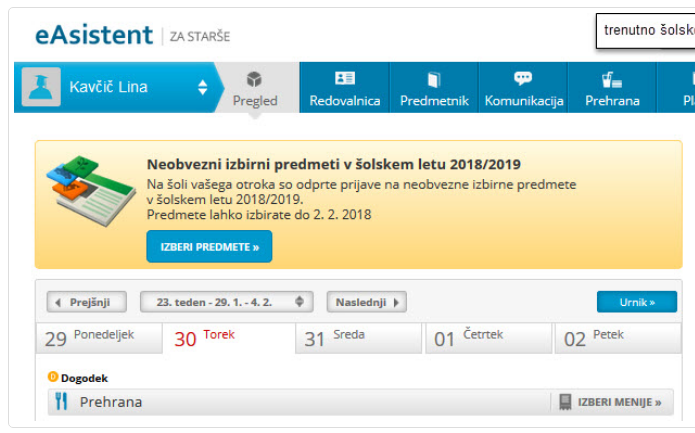 eAsistent ZA STARŠE
trenutno šolsk
Kavčič Lina
Pregled
Redovalnica
Predmetnik
Komunikacija
Prehrana
Neobvezni izbirni predmeti v šolskem letu 2018/2019
Na šoli vašega otroka so odprte prijave na neobvezne izbirne predmete
v šolskem letu 2018/2019.
Predmete lahko izbirate do 2. 2. 2018
IZBERI PREDMETE »
Prejšnji
23. teden - 29. 1. - 4. 2.
Naslednji
Urnik »
29 Ponedeljek
30 Torek
31 Sreda
01 Četrtek
02 Petek
D Dogodek
Prehrana
IZBERI MENIJE »